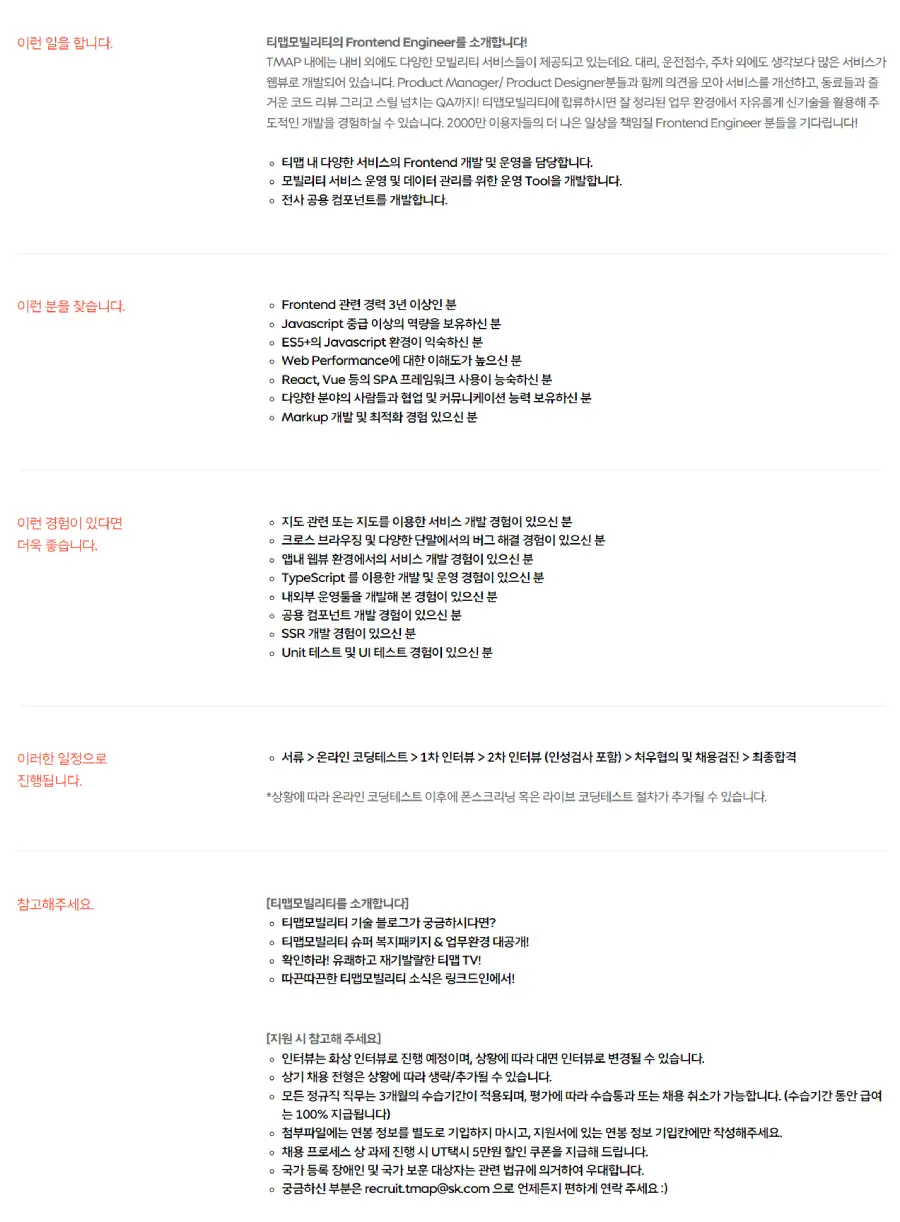 이런 일을 합니다.
티맵모빌리티의 Frontend Engineer를 소개합니다!
TMAP 내에는 내비 외에도 다양한 모빌리티 서비스들이 제공되고 있는데요. 대리, 운전점수, 주차 외에도 생각보다 많은 서비스가
웹뷰로 개발되어 있습니다. Product Manager/ Product Designer분들과 함께 의견을 모아 서비스를 개선하고, 동료들과 즐
거운 코드 리뷰 그리고 스릴 넘치는 QA까지! 티맵모빌리티에 합류하시면 잘 정리된 업무 환경에서 자유롭게 신기술을 활용해 주
도적인 개발을 경험하실 수 있습니다. 2000만 이용자들의 더 나은 일상을 책임질 Frontend Engineer 분들을 기다립니다!
티맵 내 다양한 서비스의 Frontend 개발 및 운영을 담당합니다.
모빌리티 서비스 운영 및 데이터 관리를 위한 운영 Tool을 개발합니다.
전사 공용 컴포넌트를 개발합니다.
이런 분을 찾습니다.
Frontend 관련 경력 3년 이상인 분
Javascript 중급 이상의 역량을 보유하신 분
ES5+의 Javascript 환경이 익숙하신 분
Web Performance에 대한 이해도가 높으신 분
React, Vue 등의 SPA 프레임워크 사용이 능숙하신 분
다양한 분야의 사람들과 협업 및 커뮤니케이션 능력 보유하신 분
Markup 개발 및 최적화 경험 있으신 분
이런 경험이 있다면
더욱 좋습니다.
지도 관련 또는 지도를 이용한 서비스 개발 경험이 있으신 분
크로스 브라우징 및 다양한 단말에서의 버그 해결 경험이 있으신 분
앱내 웹뷰 환경에서의 서비스 개발 경험이 있으신 분
TypeScript 를 이용한 개발 및 운영 경험이 있으신 분
내외부 운영툴을 개발해 본 경험이 있으신 분
공용 컴포넌트 개발 경험이 있으신 분
SSR 개발 경험이 있으신 분
Unit 테스트 및 UI 테스트 경험이 있으신 분
이러한 일정으로
진행됩니다.
서류 > 온라인 코딩테스트 > 1차 인터뷰 > 2차 인터뷰 (인성검사 포함) > 처우협의 및 채용검진 > 최종합격
*상황에 따라 온라인 코딩테스트 이후에 폰스크리닝 혹은 라이브 코딩테스트 절차가 추가될 수 있습니다.
참고해주세요.
[티맵모빌리티를 소개합니다]
티맵모빌리티 기술 블로그가 궁금하시다면?
티맵모빌리티 슈퍼 복지패키지 & 업무환경 대공개!
확인하라! 유쾌하고 재기발랄한 티맵 TV!
따끈따끈한 티맵모빌리티 소식은 링크드인에서!
[지원 시 참고해 주세요]
인터뷰는 화상 인터뷰로 진행 예정이며, 상황에 따라 대면 인터뷰로 변경될 수 있습니다.
상기 채용 전형은 상황에 따라 생략/추가될 수 있습니다.
모든 정규직 직무는 3개월의 수습기간이 적용되며, 평가에 따라 수습통과 또는 채용 취소가 가능합니다. (수습기간 동안 급여
는 100% 지급됩니다)
첨부파일에는 연봉 정보를 별도로 기입하지 마시고, 지원서에 있는 연봉 정보 기입칸에만 작성해주세요.
채용 프로세스 상 과제 진행 시 UT택시 5만원 할인 쿠폰을 지급해 드립니다.
국가 등록 장애인 및 국가 보훈 대상자는 관련 법규에 의거하여 우대합니다.
궁금하신 부분은 recruit.tmap@sk.com 으로 언제든지 편하게 연락 주세요 :)